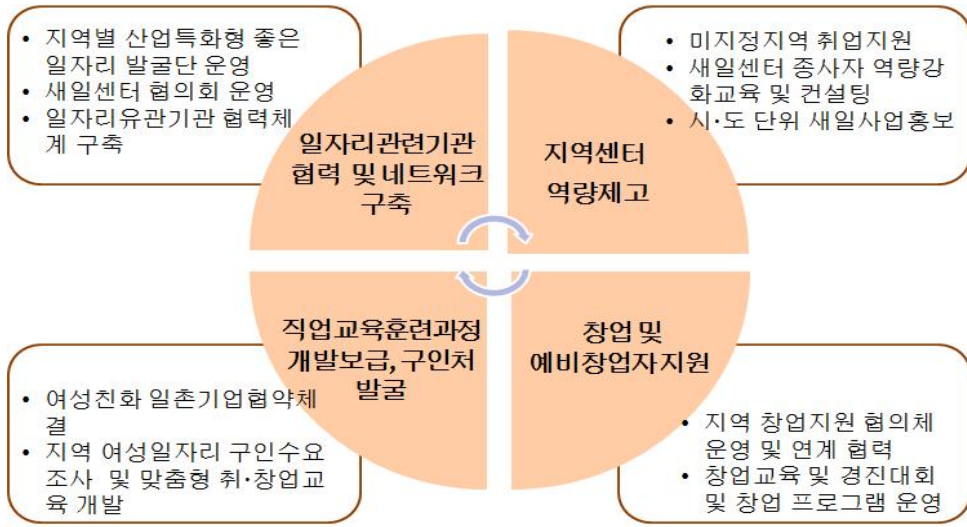 • 지역별 산업특화형 좋은
일자리 발굴단 운영
• 새일센터 협의회 운영
• 일자리유관기관 협력체
계 구축
일자리관련기관
협력 및 네트워크
구축
• 미지정지역 취업지원
• 새일센터 종사자 역량강
화교육 및 컨설팅
• 시·도 단위 새일사업홍보
지역센터
역량제고
직업교육훈련과정
개발보급,구인처
발굴
• 여성친화 일촌기업협약체
결
• 지역 여성일자리 구인수요
조사 및 맞춤형 취·창업교
육 개발
창업 및
예비창업자지원
• 지역 창업지원 협의체
운영 및 연계 협력
• 창업교육 및 경진대회
및 창업 프로그램 운영